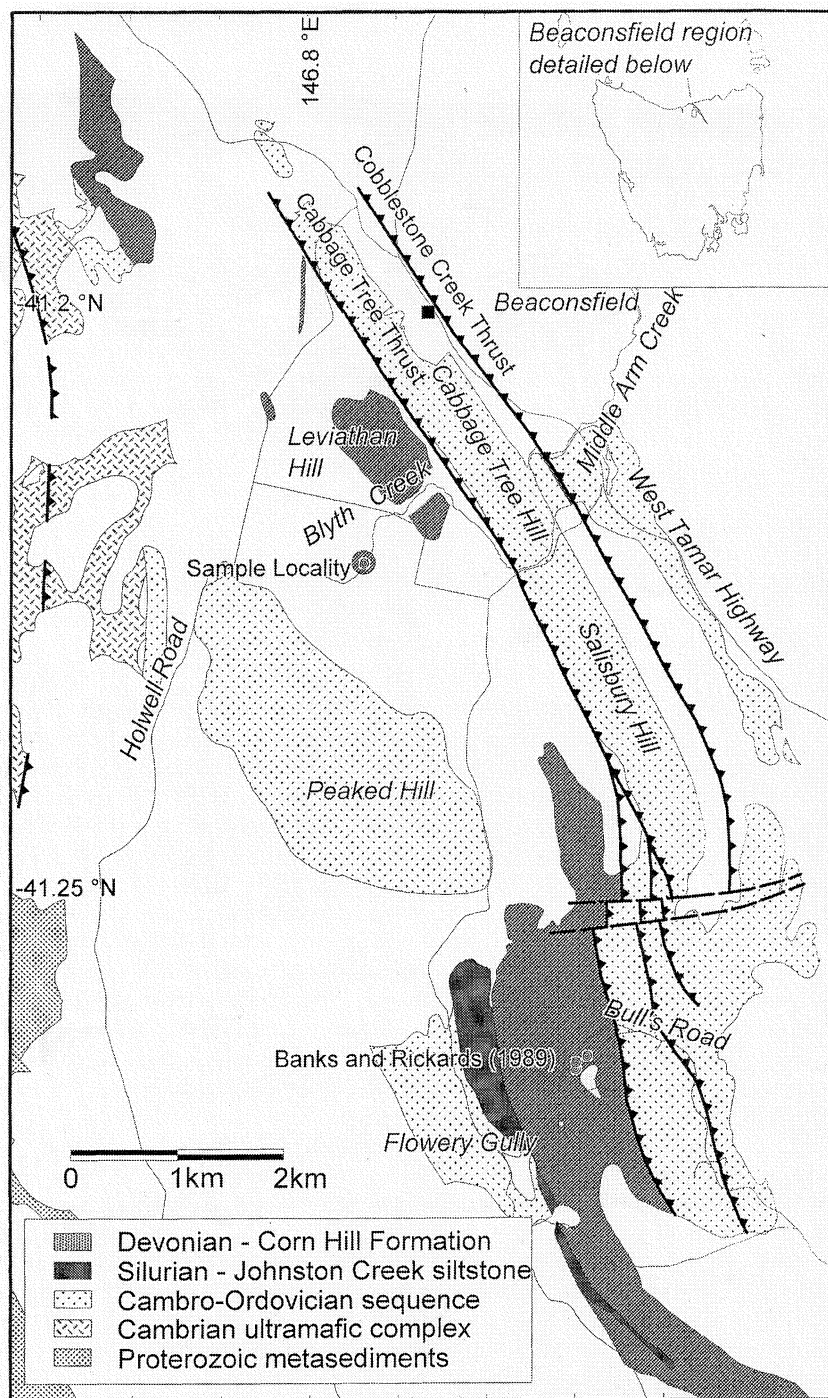 Beaconsfield region
detailed below
146.8 °E
Cobblestone Creek Thrust
Cabbage Tree Thrust
-41.2 °N
Beaconsfield
Middle Arm Creek
Cabbage Tree Hill
Leviathan
Hill
Blyth Creek
West Tamar Highway
Sample Locality
Salisbury Hill
Holwell Road
Peaked Hill
-41.25 °N
Bull's Road
Banks and Rickards (1989)
Flowery Gully
0 1km 2km
Devonian - Corn Hill Formation
Silurian - Johnston Creek siltstone
Cambro-Ordovician sequence
Cambrian ultramafic complex
Proterozoic metasediments